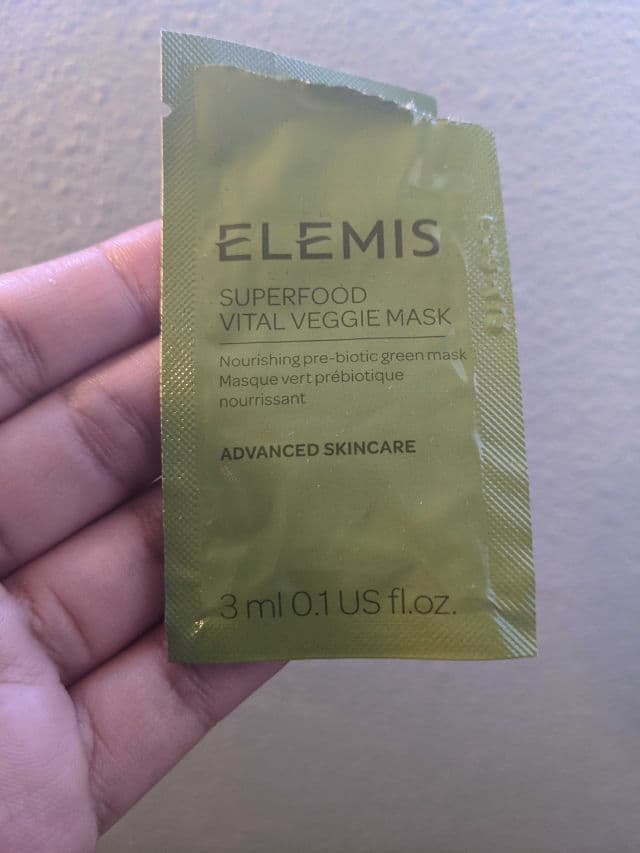 ELEMIS
SUPERFOOD
VITAL VEGGIE MASK
Nourishing pre-biotic green mask
Masque vert prébiotique
nourrissant
ADVANCED SKINCARE
3 ml 0.1 US fl.oz.